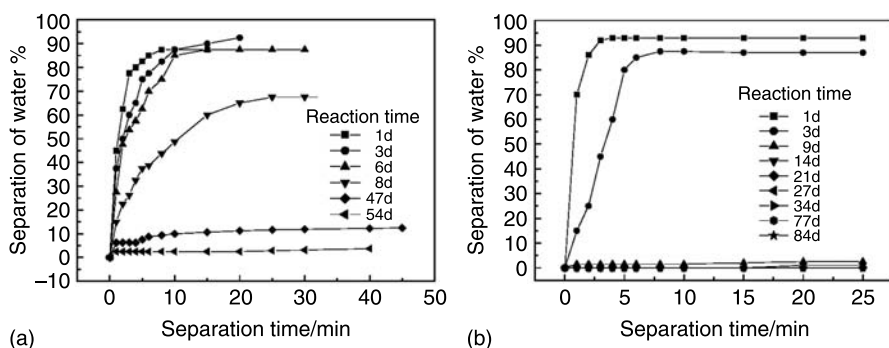 Separation of water %
100
90
80
70
60
50
40
30
20
10
0
−10
Reaction time
1d
3d
6d
8d
47d
54d
0 10 20 30 40 50
Separation time/min
(a)
Separation of water %
100
90
80
70
60
50
40
30
20
10
0
Reaction time
1d
3d
9d
14d
21d
27d
34d
77d
84d
0 5 10 15 20 25
Separation time/min
(b)